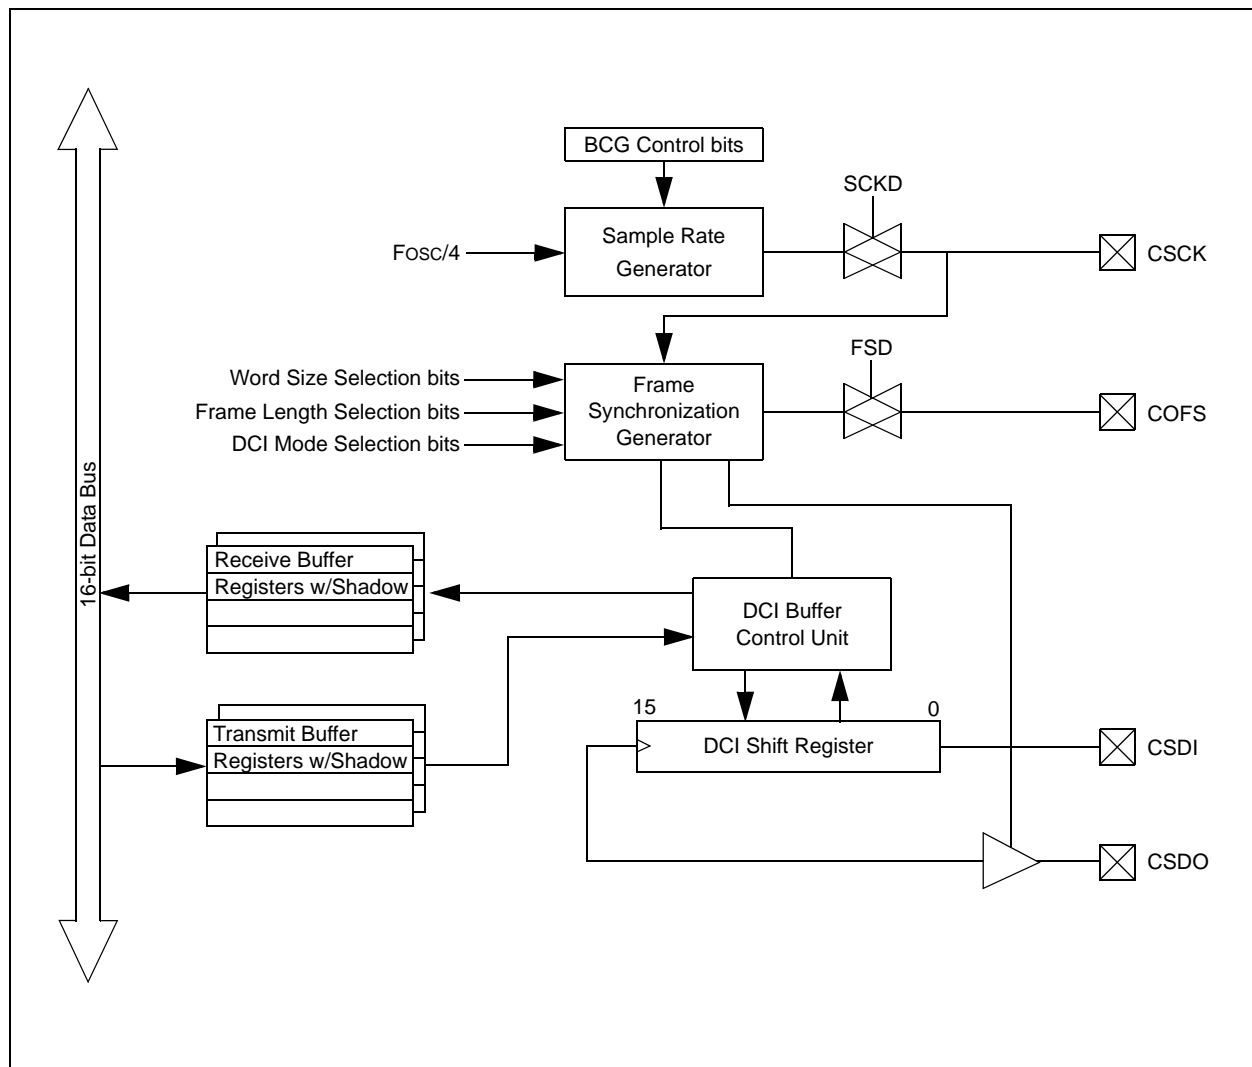 BCG Control bits
SCKD
Sample Rate
Generator
FOSC/4
CSCK
FSD
Word Size Selection bits
Frame Length Selection bits
DCI Mode Selection bits
Frame
Synchronization
Generator
COFS
16-bit Data Bus
Receive Buffer
Registers w/Shadow
DCI Buffer
Control Unit
15
0
Transmit Buffer
Registers w/Shadow
DCI Shift Register
CSDI
CSDO